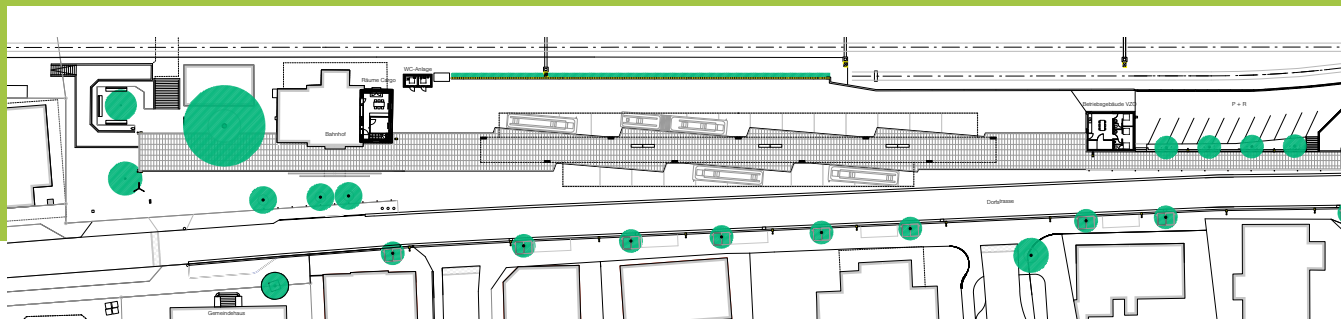 WC-Anlage
Räume Cargo
Bahnhof
Betriebsgebäude VZO
P + R
Dorfstrasse
Gemeindehaus